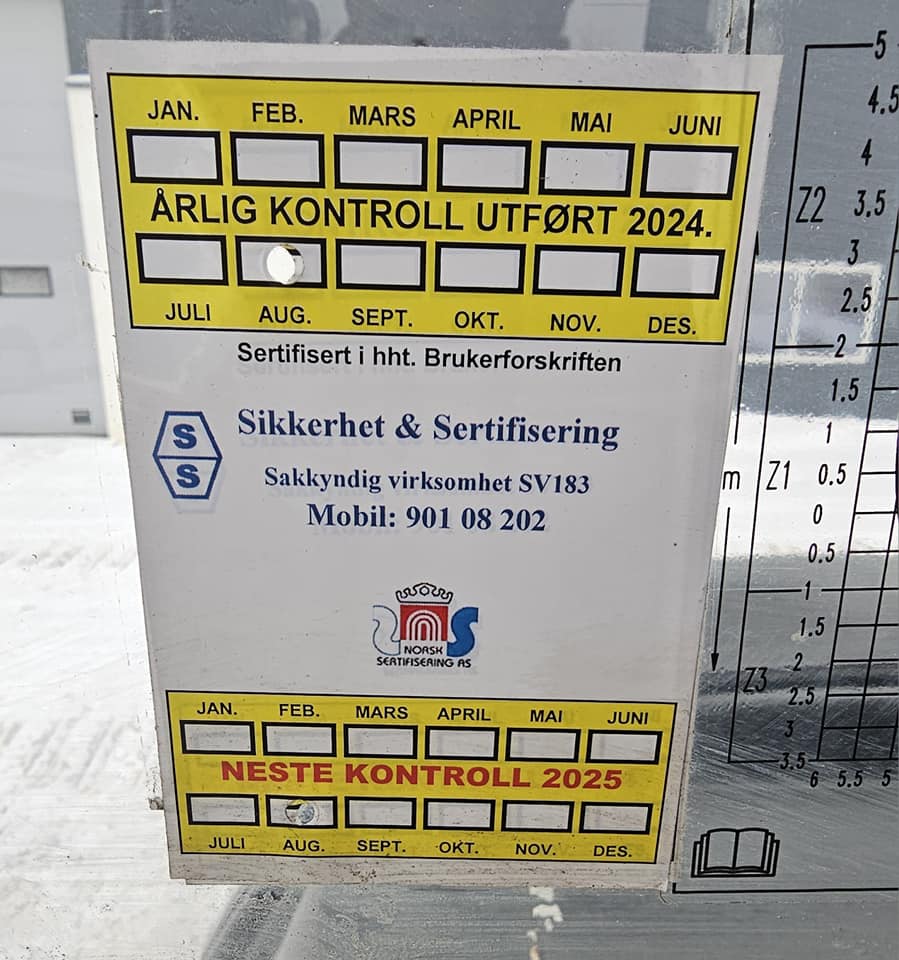 JAN. FEB. MARS APRIL MAI JUNI
ÅRLIG KONTROLL UTFØRT 2024.
JULI AUG. SEPT. OKT. NOV. DES.
Sertifisert i hht. Brukerforskriften
S
S
Sikkerhet & Sertifisering
Sakkyndig virksomhet SV183
Mobil: 901 08 202
NORSK
SERTIFISERING AS
JAN. FEB. MARS APRIL MAI JUNI
NESTE KONTROLL 2025
JULI AUG. SEPT. OKT. NOV. DES.
5
4.5
4
Z2 3.5
3
2.5
2
1.5
1
m Z1 0.5
0
0.5
1
1.5
2
Z3 2.5
3
3.5
6 5.5 5